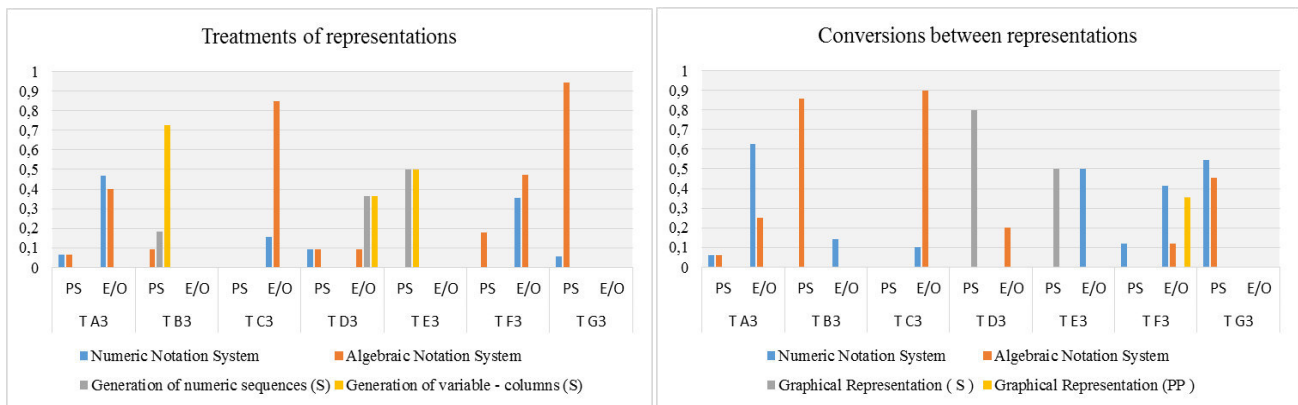 Treatments of representations
1
0,9
0,8
0,7
0,6
0,5
0,4
0,3
0,2
0,1
0
PS E/O PS E/O PS E/O PS E/O PS E/O PS E/O PS E/O
T A3 T B3 T C3 T D3 T E3 T F3 T G3
Numeric Notation System Algebraic Notation System
Generation of numeric sequences (S) Generation of variable - columns (S)
Conversions between representations
1
0,9
0,8
0,7
0,6
0,5
0,4
0,3
0,2
0,1
0
PS E/O PS E/O PS E/O PS E/O PS E/O PS E/O PS E/O
T A3 T B3 T C3 T D3 T E3 T F3 T G3
Numeric Notation System Algebraic Notation System
Graphical Representation ( S ) Graphical Representation (PP )